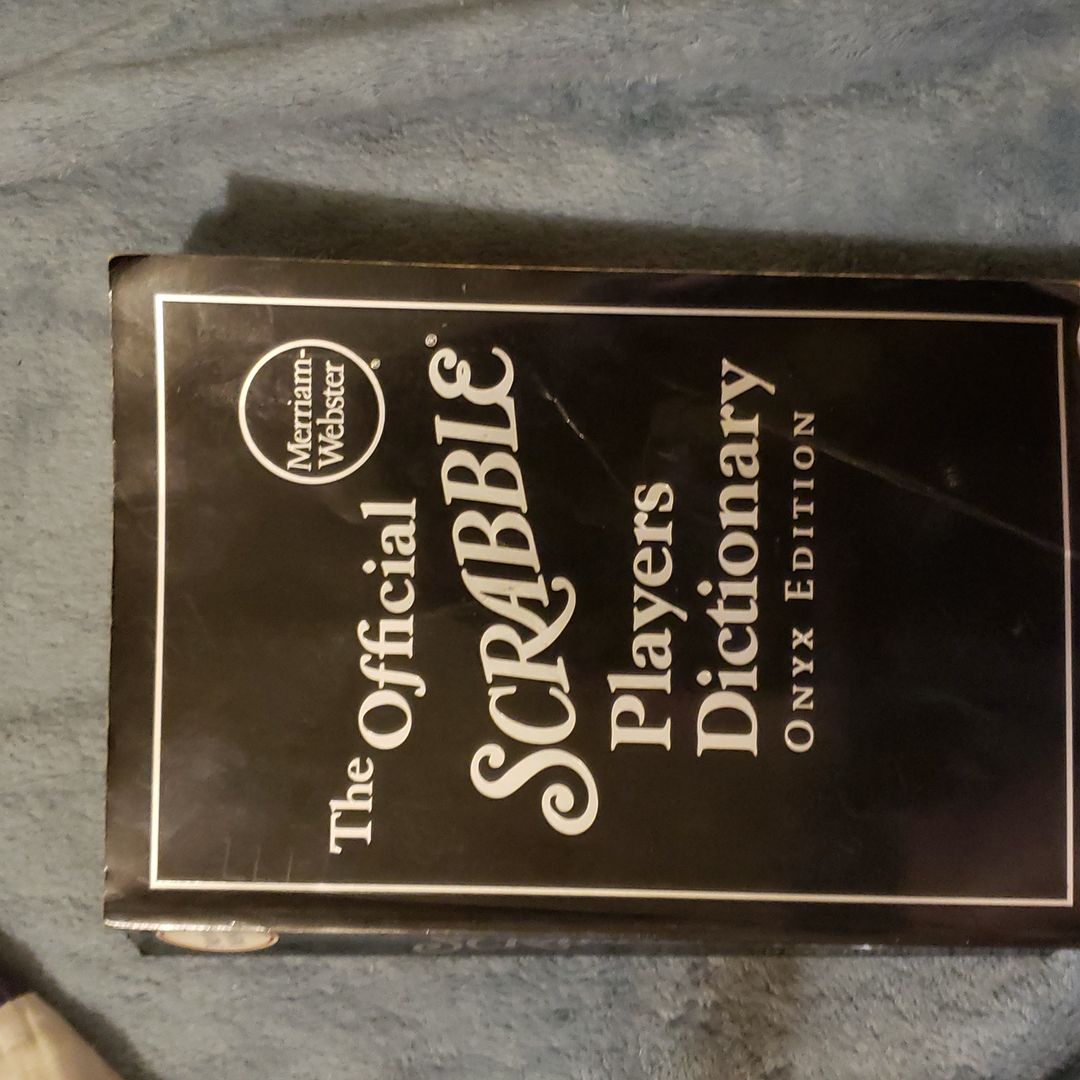 Merriam-
Webster®
The Official
SCRABBLE®
Players
Dictionary
ONYX EDITION